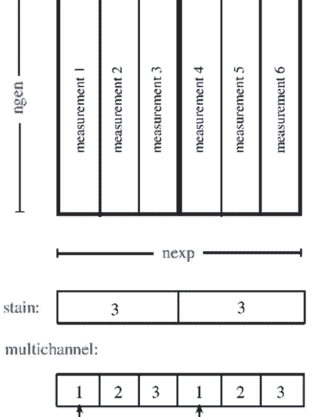 ngen
measurement 1
measurement 2
measurement 3
measurement 4
measurement 5
measurement 6
nexp
stain: 3 3
multichannel:
1 2 3 1 2 3